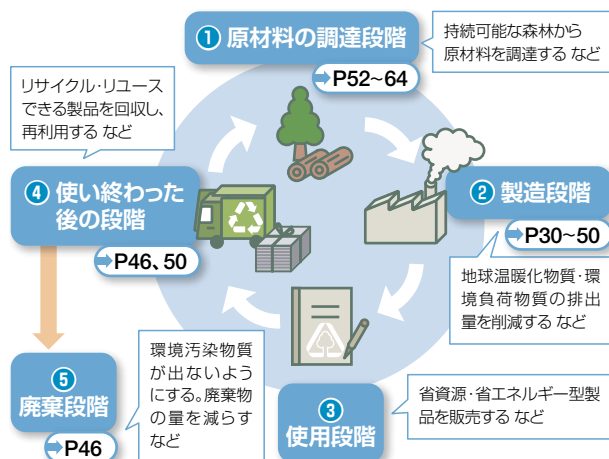 ① 原材料の調達段階
➡P52~64
持続可能な森林から
原材料を調達する など
リサイクル・リユース
できる製品を回収し、
再利用する など
④ 使い終わった
後の段階
➡P46、50
② 製造段階
➡P30~50
地球温暖化物質・環
境負荷物質の排出
量を削減する など
⑤
廃棄段階
➡P46
環境汚染物質
が出ないよう
にする。廃棄物
の量を減らす
など
③
使用段階
省資源・省エネルギー型製
品を販売する など